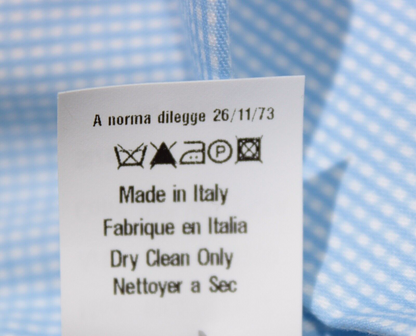 A norma dilegge 26/11/73
P
Made in Italy
Fabrique en Italia
Dry Clean Only
Nettoyer a Sec